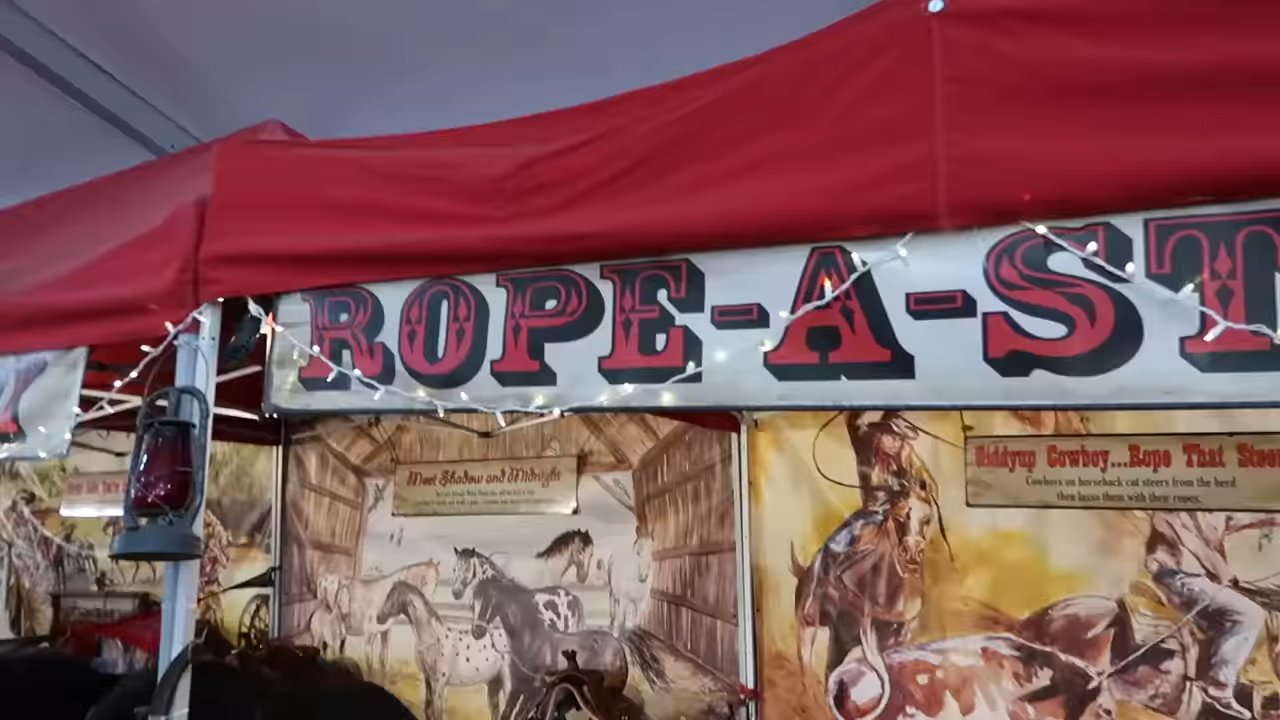 ROPE-A-ST
Meet Shadow and Midnight
Giddyup Cowboy...Rope That Stee
Cowboys on horseback cut steers from the herd
then lasso them with their ropes.